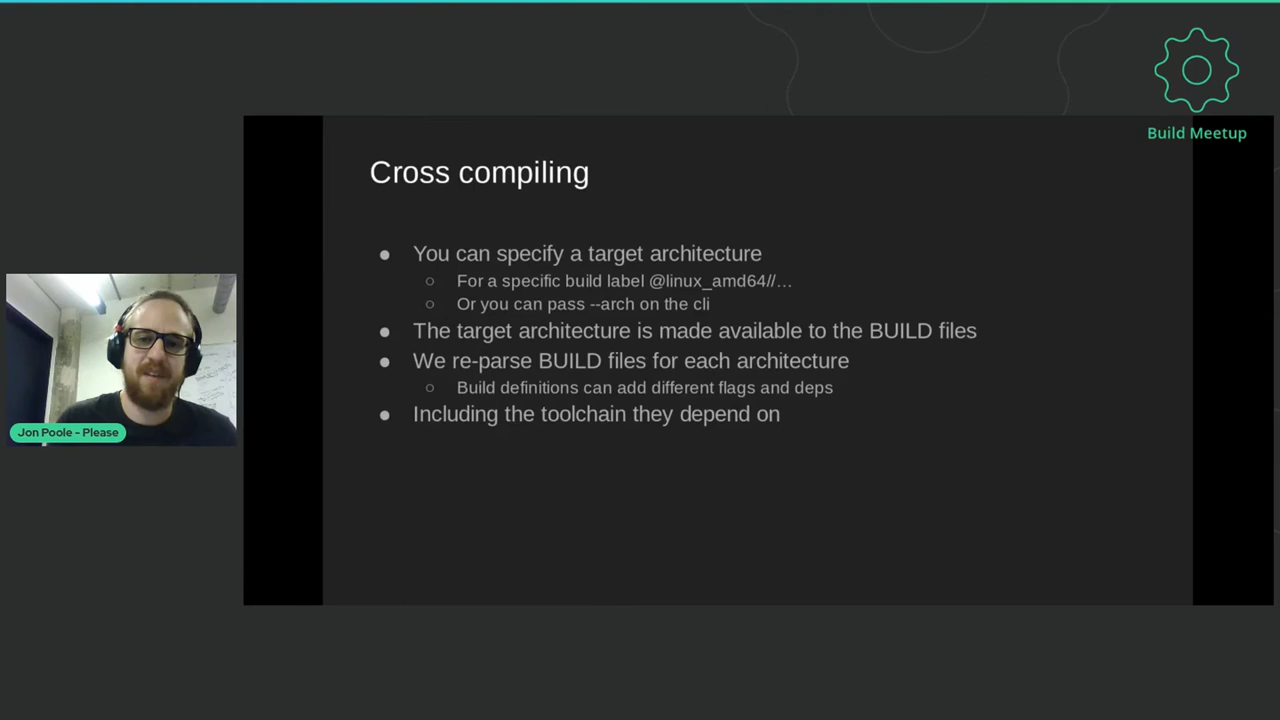 Build Meetup
Cross compiling
● You can specify a target architecture
○ For a specific build label @linux_amd64//…
○ Or you can pass --arch on the cli
● The target architecture is made available to the BUILD files
● We re-parse BUILD files for each architecture
○ Build definitions can add different flags and deps
● Including the toolchain they depend on
Jon Poole - Please